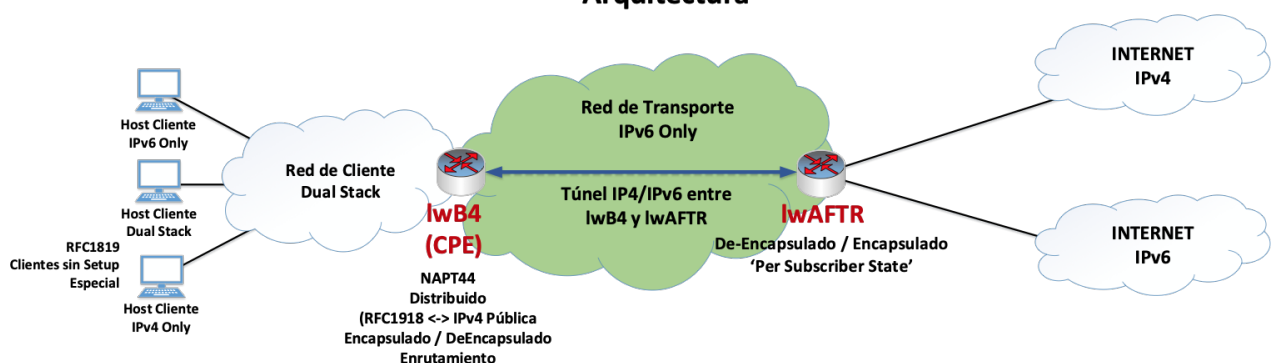 Arquitectura
Host Cliente
IPv6 Only
Host Cliente
Dual Stack
RFC1819
Clientes sin Setup
Especial
Host Cliente
IPv4 Only
Red de Cliente
Dual Stack
lwB4
(CPE)
NAPT44
Distribuido
(RFC1918 <-> IPv4 Pública
Encapsulado / DeEncapsulado
Enrutamiento
Red de Transporte
IPv6 Only
Túnel IP4/IPv6 entre
lwB4 y lwAFTR
lwAFTR
De-Encapsulado / Encapsulado
‘Per Subscriber State’
INTERNET
IPv4
INTERNET
IPv6